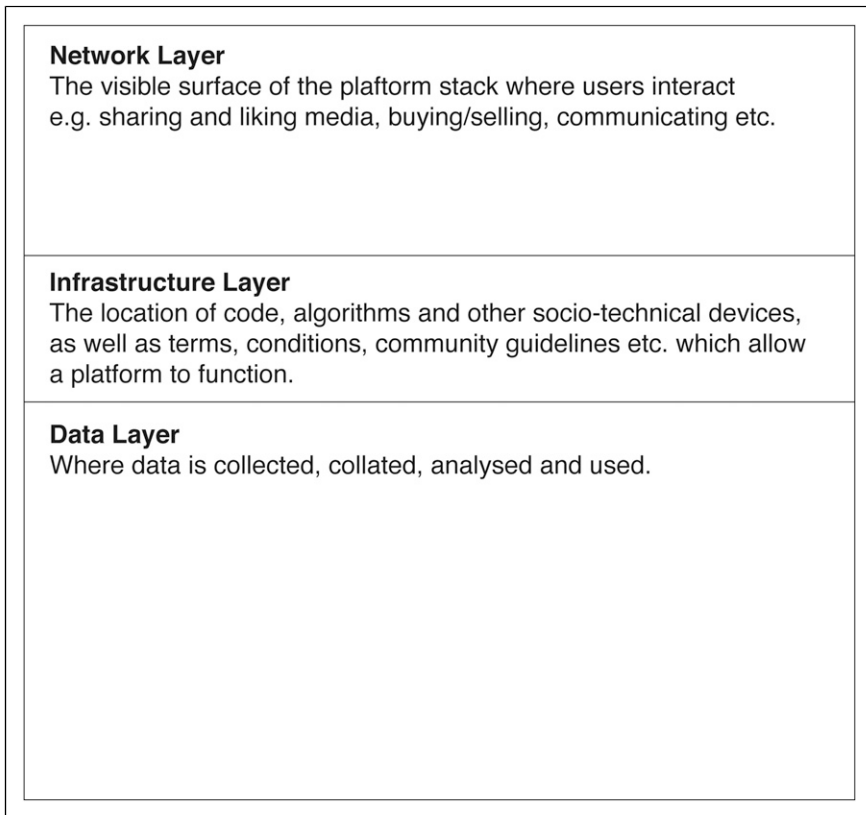 Network Layer
The visible surface of the plaftorm stack where users interact
e.g. sharing and liking media, buying/selling, communicating etc.
Infrastructure Layer
The location of code, algorithms and other socio-technical devices,
as well as terms, conditions, community guidelines etc. which allow
a platform to function.
Data Layer
Where data is collected, collated, analysed and used.